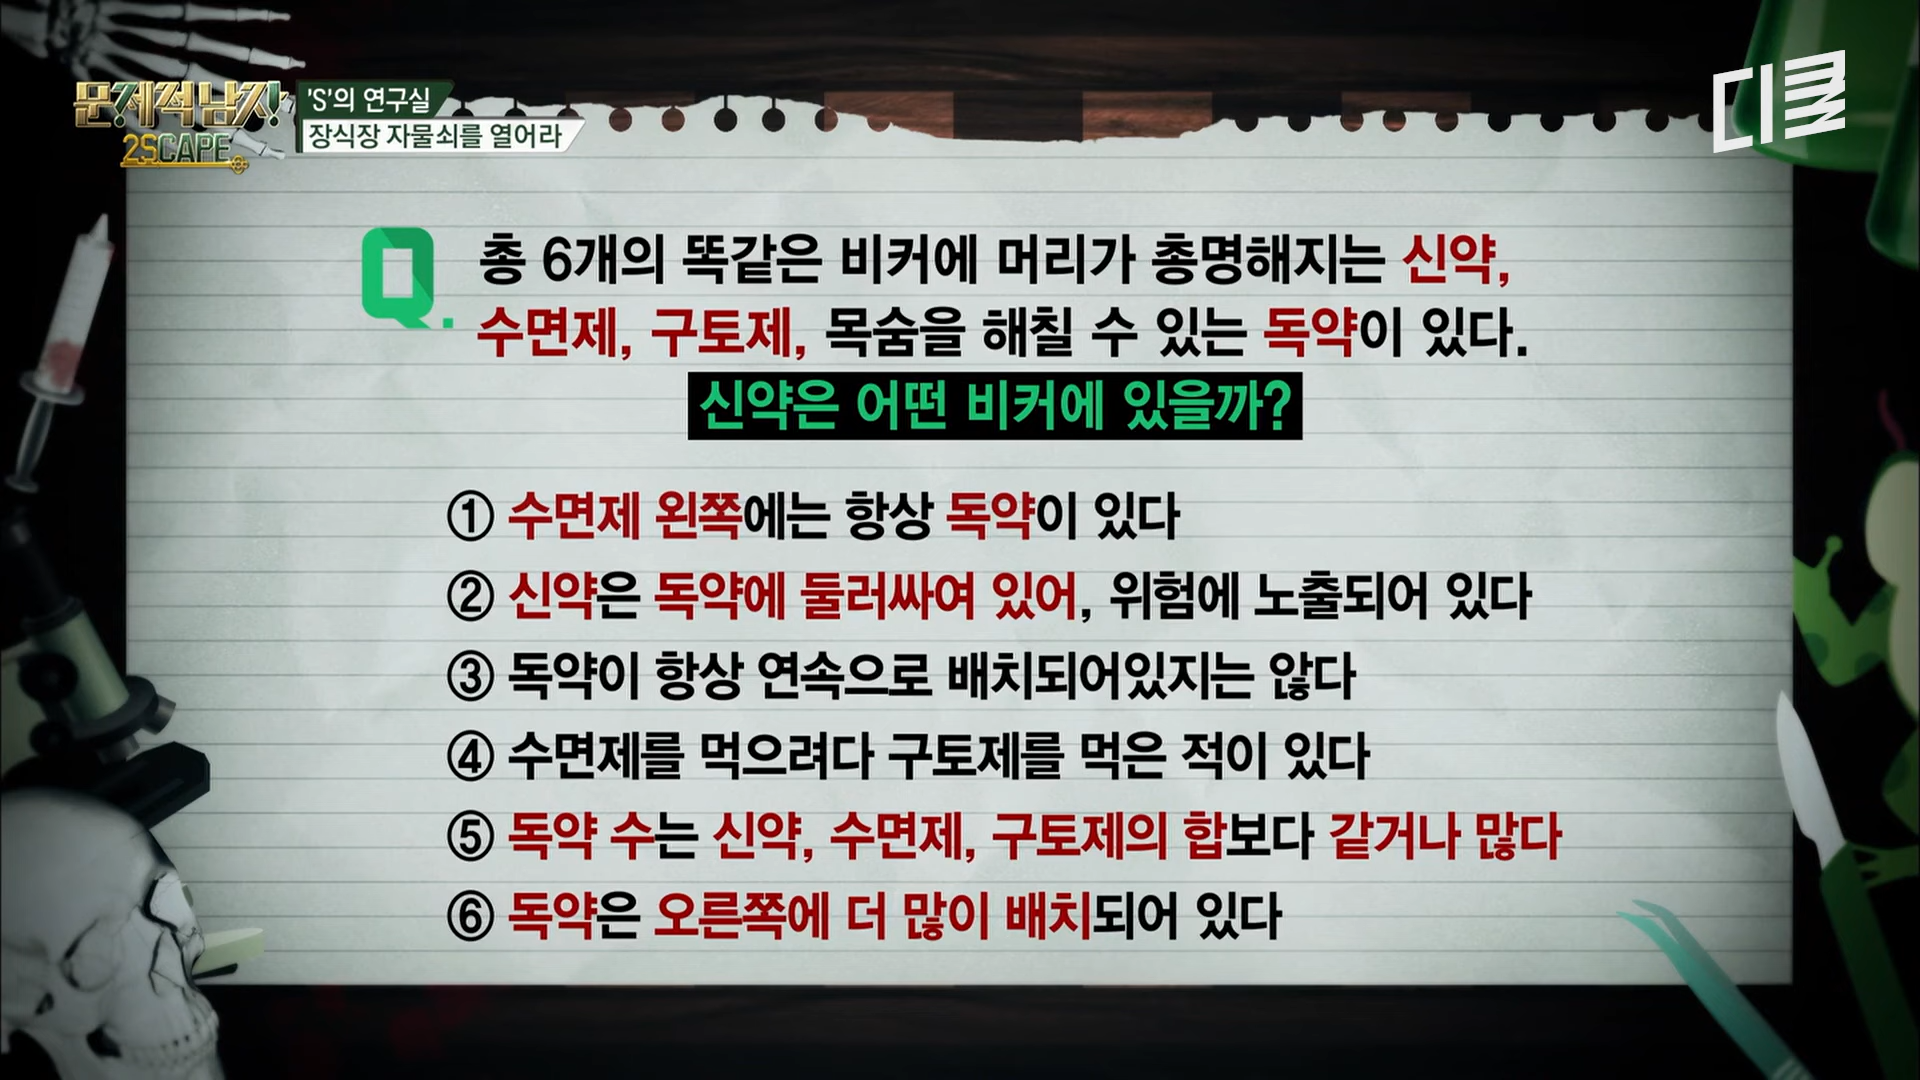 문제적남자!
2SCAPE
'S'의 연구실
장식장 자물쇠를 열어라
디글
Q. 총 6개의 똑같은 비커에 머리가 총명해지는 신약,
수면제, 구토제, 목숨을 해칠 수 있는 독약이 있다.
신약은 어떤 비커에 있을까?
① 수면제 왼쪽에는 항상 독약이 있다
② 신약은 독약에 둘러싸여 있어, 위험에 노출되어 있다
③ 독약이 항상 연속으로 배치되어있지는 않다
④ 수면제를 먹으려다 구토제를 먹은 적이 있다
⑤ 독약 수는 신약, 수면제, 구토제의 합보다 같거나 많다
⑥ 독약은 오른쪽에 더 많이 배치되어 있다